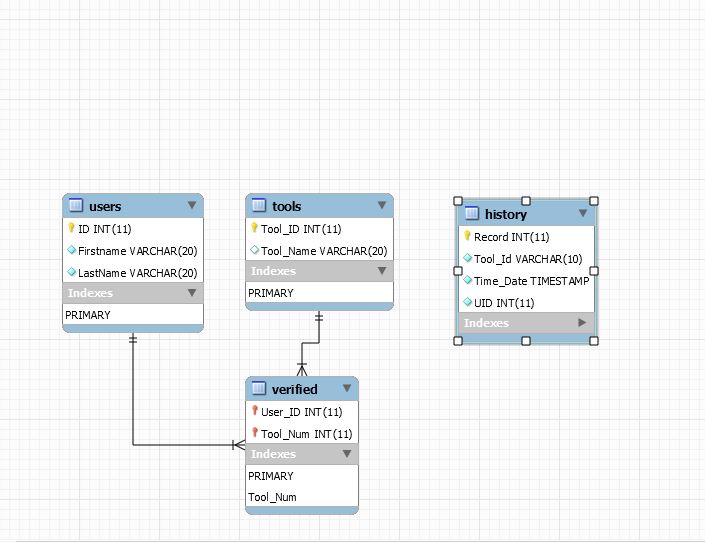 users
ID INT(11)
Firstname VARCHAR(20)
LastName VARCHAR(20)
Indexes
PRIMARY
tools
Tool_ID INT(11)
Tool_Name VARCHAR(20)
Indexes
PRIMARY
history
Record INT(11)
Tool_Id VARCHAR(10)
Time_Date TIMESTAMP
UID INT(11)
Indexes
verified
User_ID INT(11)
Tool_Num INT(11)
Indexes
PRIMARY
Tool_Num